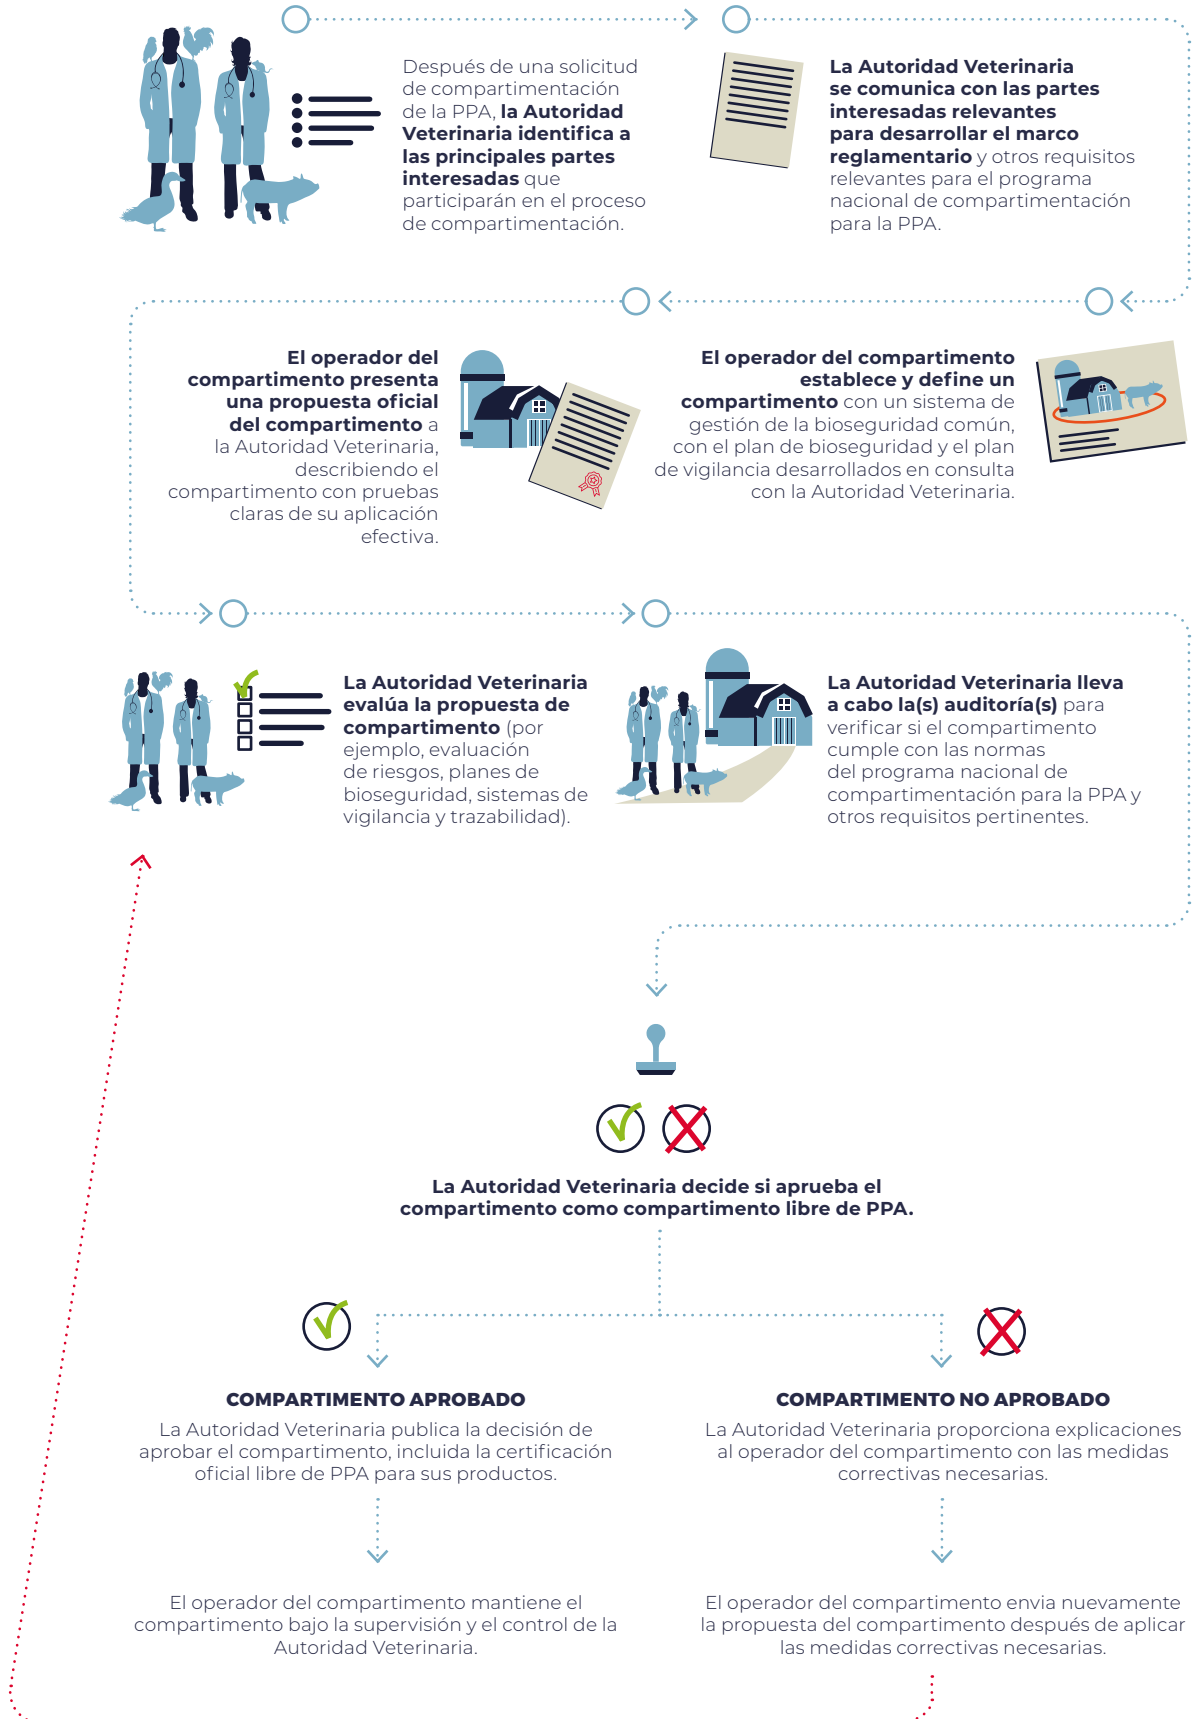 Después de una solicitud
de compartimentación
de la PPA, la Autoridad
Veterinaria identifica a
las principales partes
interesadas que
participarán en el proceso
de compartimentación.
La Autoridad Veterinaria
se comunica con las partes
interesadas relevantes
para desarrollar el marco
reglamentario y otros requisitos
relevantes para el programa
nacional de compartimentación
para la PPA.
El operador del compartimento
establece y define un
compartimento con un sistema de
gestión de la bioseguridad común,
con el plan de bioseguridad y el plan
de vigilancia desarrollados en consulta
con la Autoridad Veterinaria.
El operador del
compartimento presenta
una propuesta oficial
del compartimento a
la Autoridad Veterinaria,
describiendo el
compartimento con pruebas
claras de su aplicación
efectiva.
La Autoridad Veterinaria
evalúa la propuesta de
compartimento (por
ejemplo, evaluación
de riesgos, planes de
bioseguridad, sistemas de
vigilancia y trazabilidad).
La Autoridad Veterinaria lleva
a cabo la(s) auditoría(s) para
verificar si el compartimento
cumple con las normas
del programa nacional de
compartimentación para la PPA y
otros requisitos pertinentes.
La Autoridad Veterinaria decide si aprueba el
compartimento como compartimento libre de PPA.
COMPARTIMENTO APROBADO
La Autoridad Veterinaria publica la decisión de
aprobar el compartimento, incluida la certificación
oficial libre de PPA para sus productos.
El operador del compartimento mantiene el
compartimento bajo la supervisión y el control de la
Autoridad Veterinaria.
COMPARTIMENTO NO APROBADO
La Autoridad Veterinaria proporciona explicaciones
al operador del compartimento con las medidas
correctivas necesarias.
El operador del compartimento envia nuevamente
la propuesta del compartimento después de aplicar
las medidas correctivas necesarias.